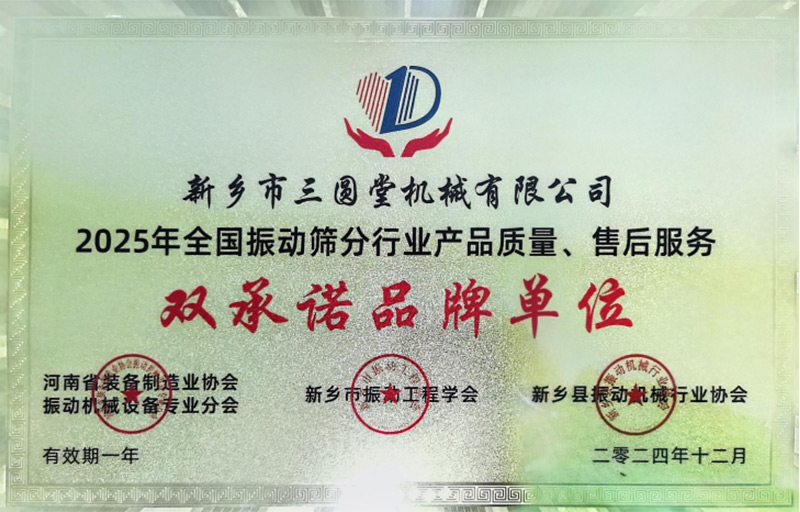 新乡市三圆堂机械有限公司
2025年全国振动筛分行业产品质量、售后服务
双承诺品牌单位
河南省装备制造业协会
振动机械设备专业分会
新乡市振动工程学会
新乡县振动机械行业协会
有效期一年
二零二四年十二月